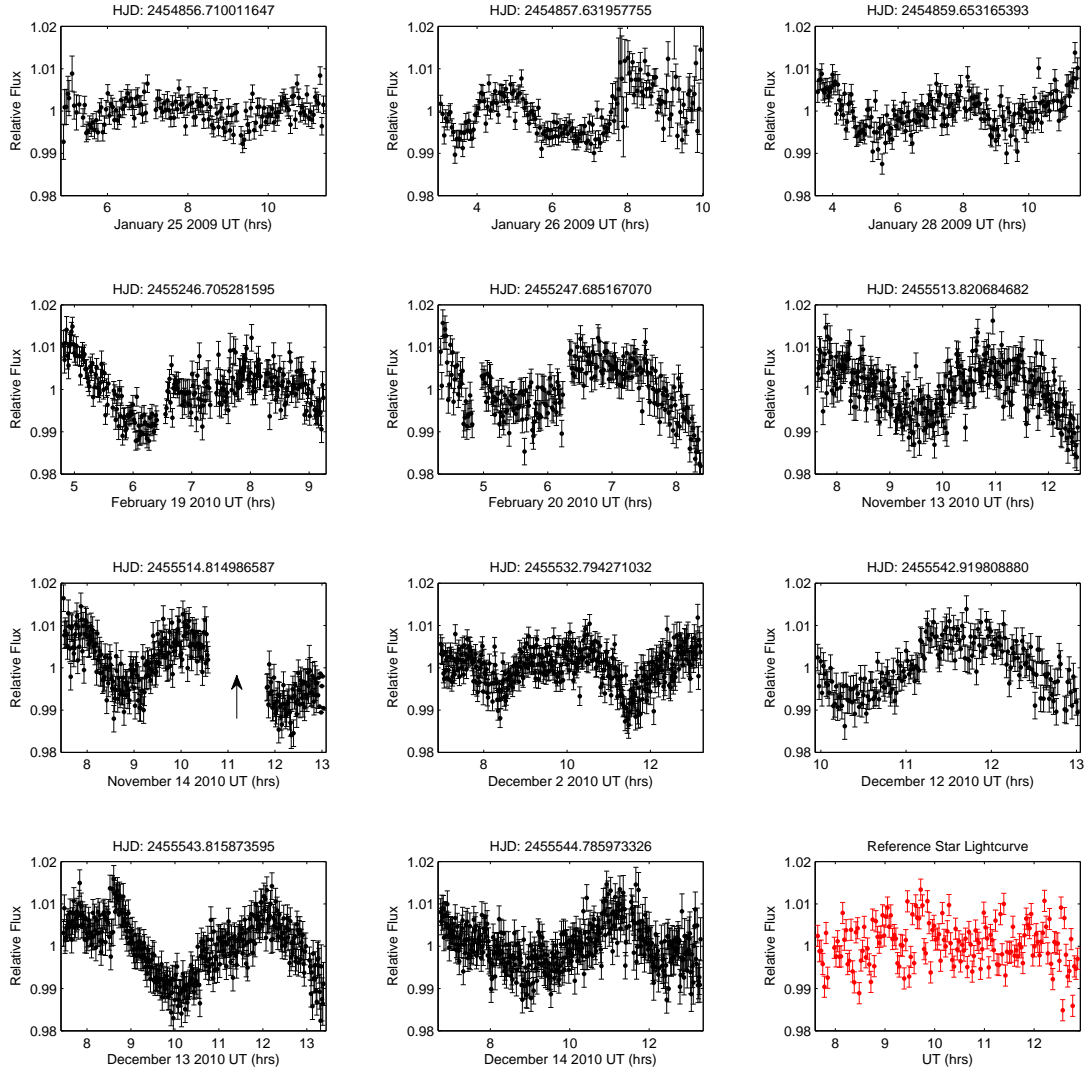 HJD: 2454856.710011647
1.02
1.01
1
0.99
0.98
Relative Flux
6 8 10
January 25 2009 UT (hrs)
HJD: 2454857.631957755
1.02
1.01
1
0.99
0.98
Relative Flux
4 6 8 10
January 26 2009 UT (hrs)
HJD: 2454859.653165393
1.02
1.01
1
0.99
0.98
Relative Flux
4 6 8 10
January 28 2009 UT (hrs)
HJD: 2455246.705281595
1.02
1.01
1
0.99
0.98
Relative Flux
5 6 7 8 9
February 19 2010 UT (hrs)
HJD: 2455247.685167070
1.02
1.01
1
0.99
0.98
Relative Flux
5 6 7 8
February 20 2010 UT (hrs)
HJD: 2455513.820684682
1.02
1.01
1
0.99
0.98
Relative Flux
8 9 10 11 12
November 13 2010 UT (hrs)
HJD: 2455514.814986587
1.02
1.01
1
0.99
0.98
Relative Flux
8 9 10 11 12 13
November 14 2010 UT (hrs)
HJD: 2455532.794271032
1.02
1.01
1
0.99
0.98
Relative Flux
8 10 12
December 2 2010 UT (hrs)
HJD: 2455542.919808880
1.02
1.01
1
0.99
0.98
Relative Flux
10 11 12 13
December 12 2010 UT (hrs)
HJD: 2455543.815873595
1.02
1.01
1
0.99
0.98
Relative Flux
8 9 10 11 12 13
December 13 2010 UT (hrs)
HJD: 2455544.785973326
1.02
1.01
1
0.99
0.98
Relative Flux
8 10 12
December 14 2010 UT (hrs)
Reference Star Lightcurve
1.02
1.01
1
0.99
0.98
Relative Flux
8 9 10 11 12
UT (hrs)